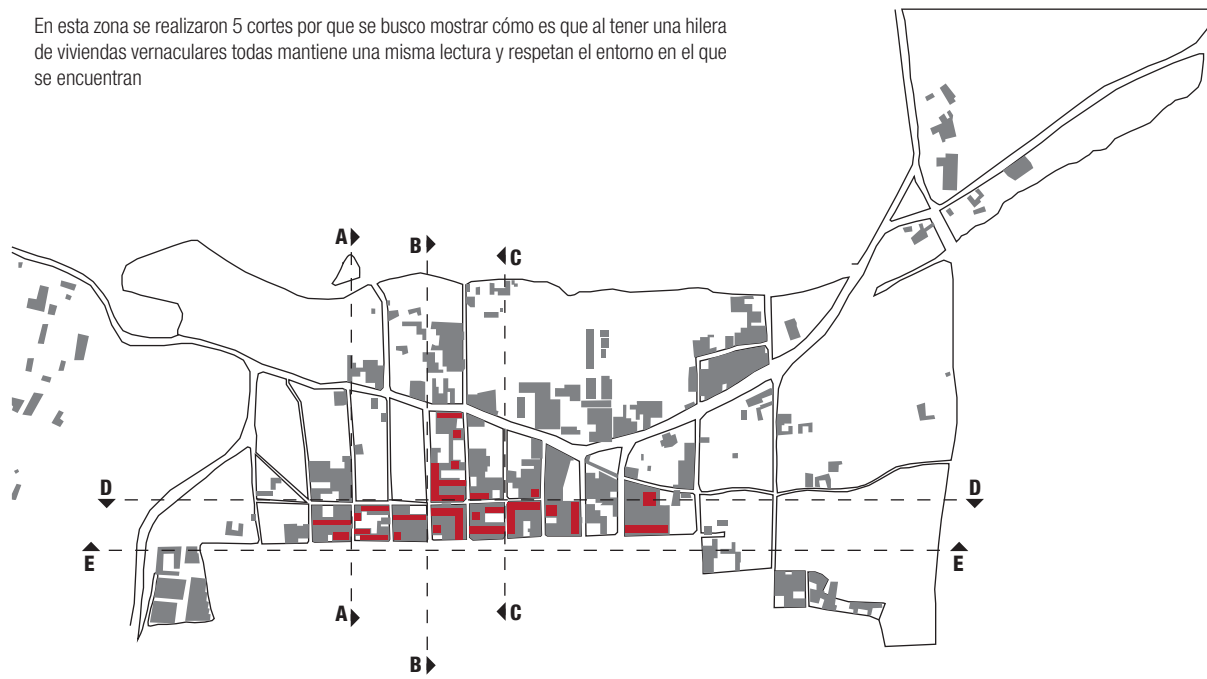 En esta zona se realizaron 5 cortes por que se busco mostrar cómo es que al tener una hilera
de viviendas vernaculares todas mantiene una misma lectura y respetan el entorno en el que
se encuentran
A
B
C
D
D
E
E
A
C
B